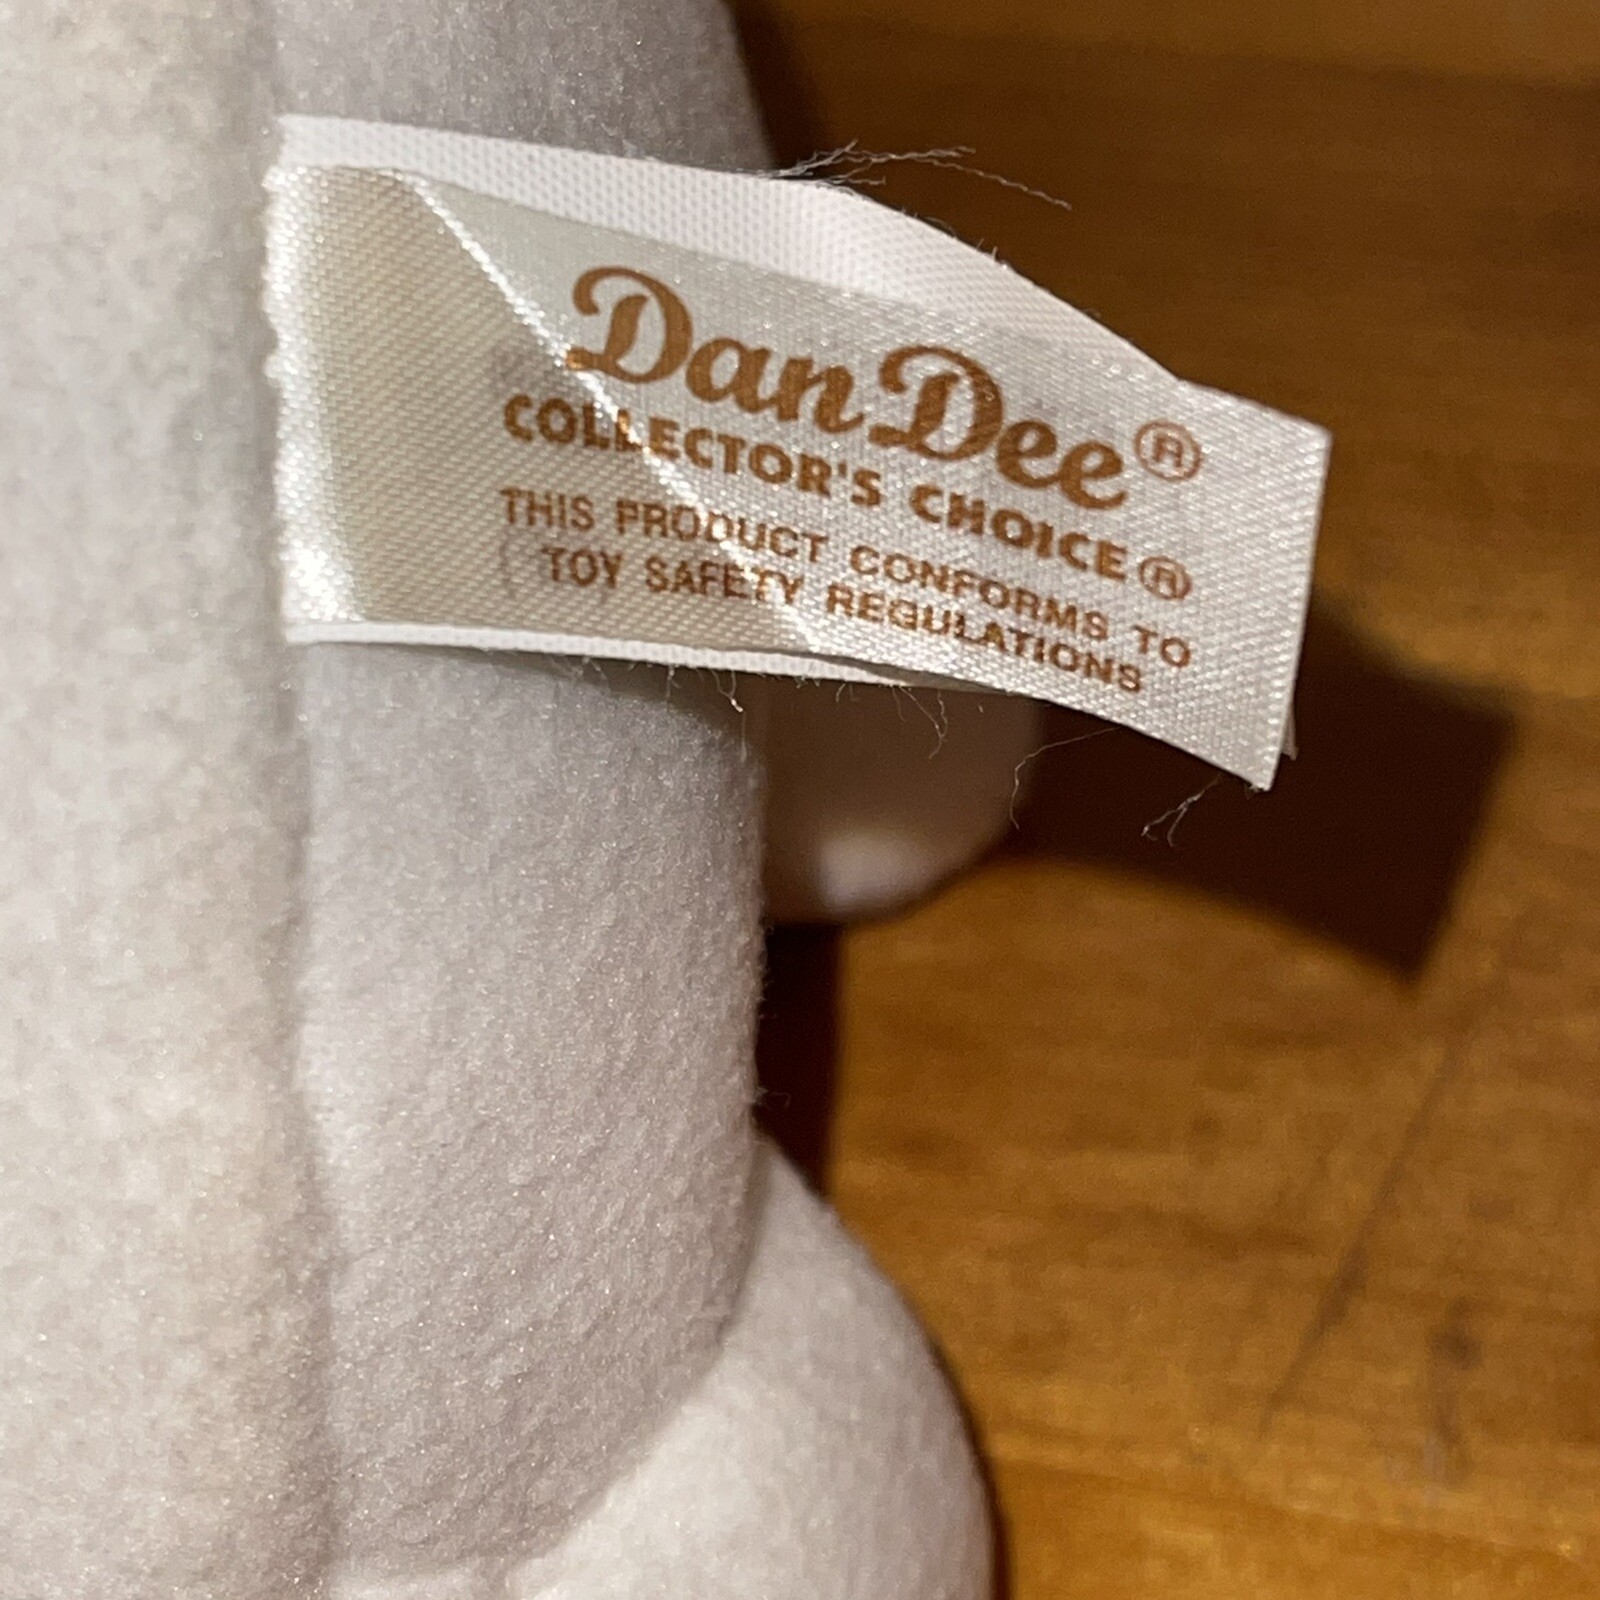 Dan Dee®
COLLECTOR'S CHOICE®
THIS PRODUCT CONFORMS TO
TOY SAFETY REGULATIONS